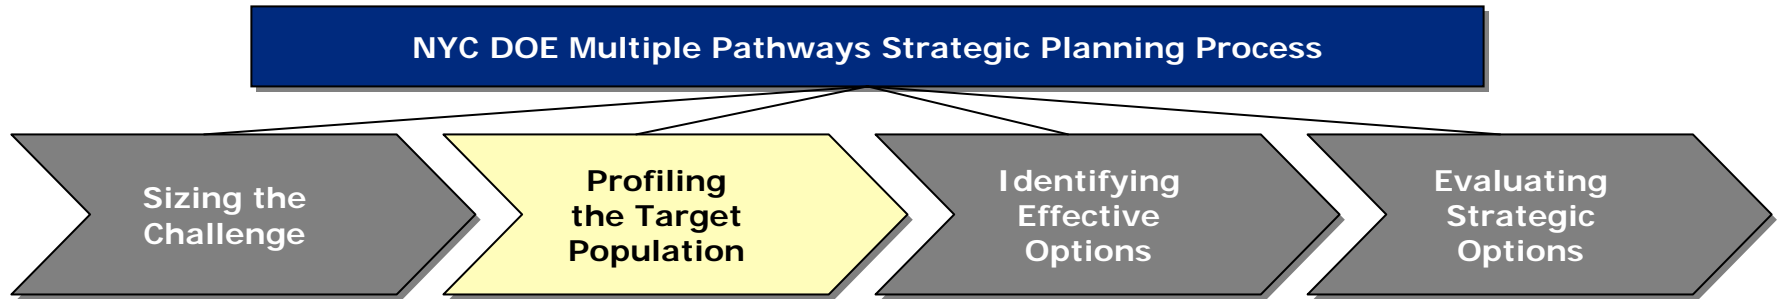 NYC DOE Multiple Pathways Strategic Planning Process
Sizing the
Challenge
Profiling
the Target
Population
Identifying
Effective
Options
Evaluating
Strategic
Options